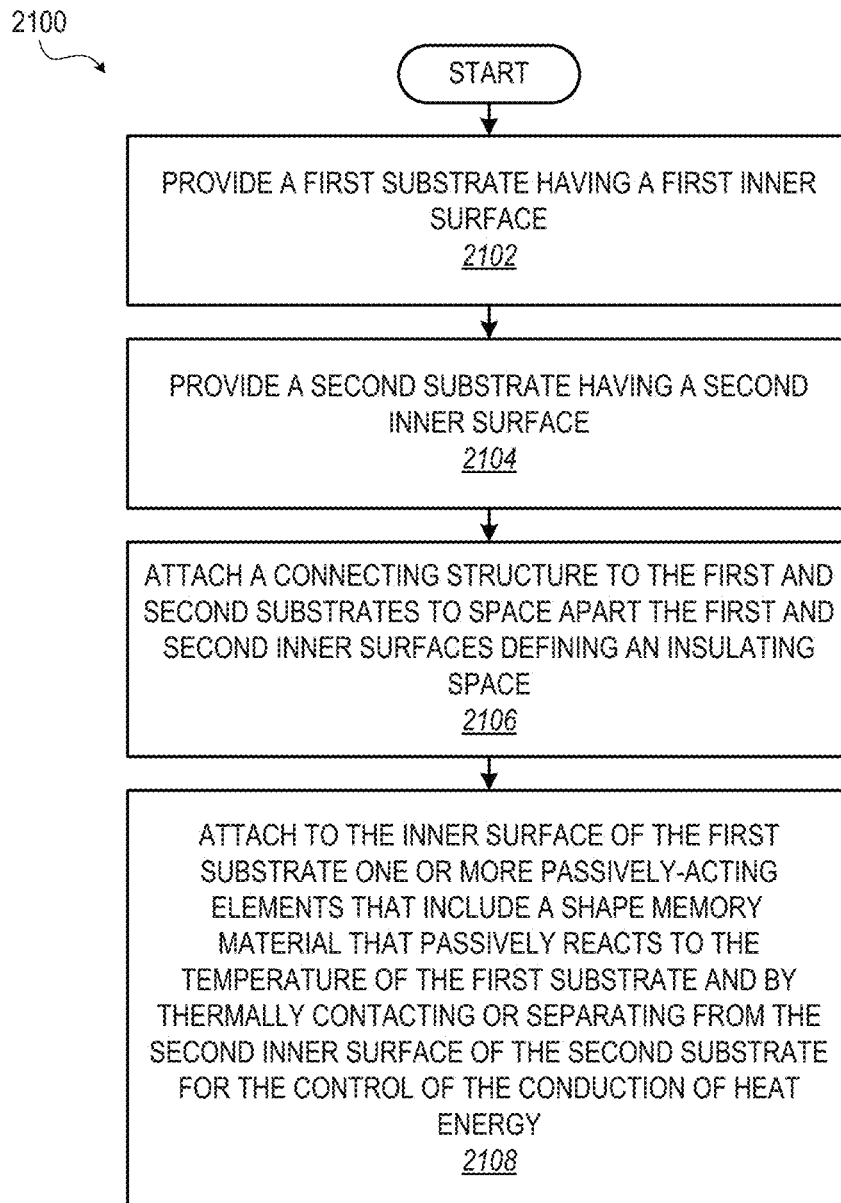 2100
START
PROVIDE A FIRST SUBSTRATE HAVING A FIRST INNER
SURFACE
2102
PROVIDE A SECOND SUBSTRATE HAVING A SECOND
INNER SURFACE
2104
ATTACH A CONNECTING STRUCTURE TO THE FIRST AND
SECOND SUBSTRATES TO SPACE APART THE FIRST AND
SECOND INNER SURFACES DEFINING AN INSULATING
SPACE
2106
ATTACH TO THE INNER SURFACE OF THE FIRST
SUBSTRATE ONE OR MORE PASSIVELY-ACTING
ELEMENTS THAT INCLUDE A SHAPE MEMORY
MATERIAL THAT PASSIVELY REACTS TO THE
TEMPERATURE OF THE FIRST SUBSTRATE AND BY
THERMALLY CONTACTING OR SEPARATING FROM THE
SECOND INNER SURFACE OF THE SECOND SUBSTRATE
FOR THE CONTROL OF THE CONDUCTION OF HEAT
ENERGY
2108